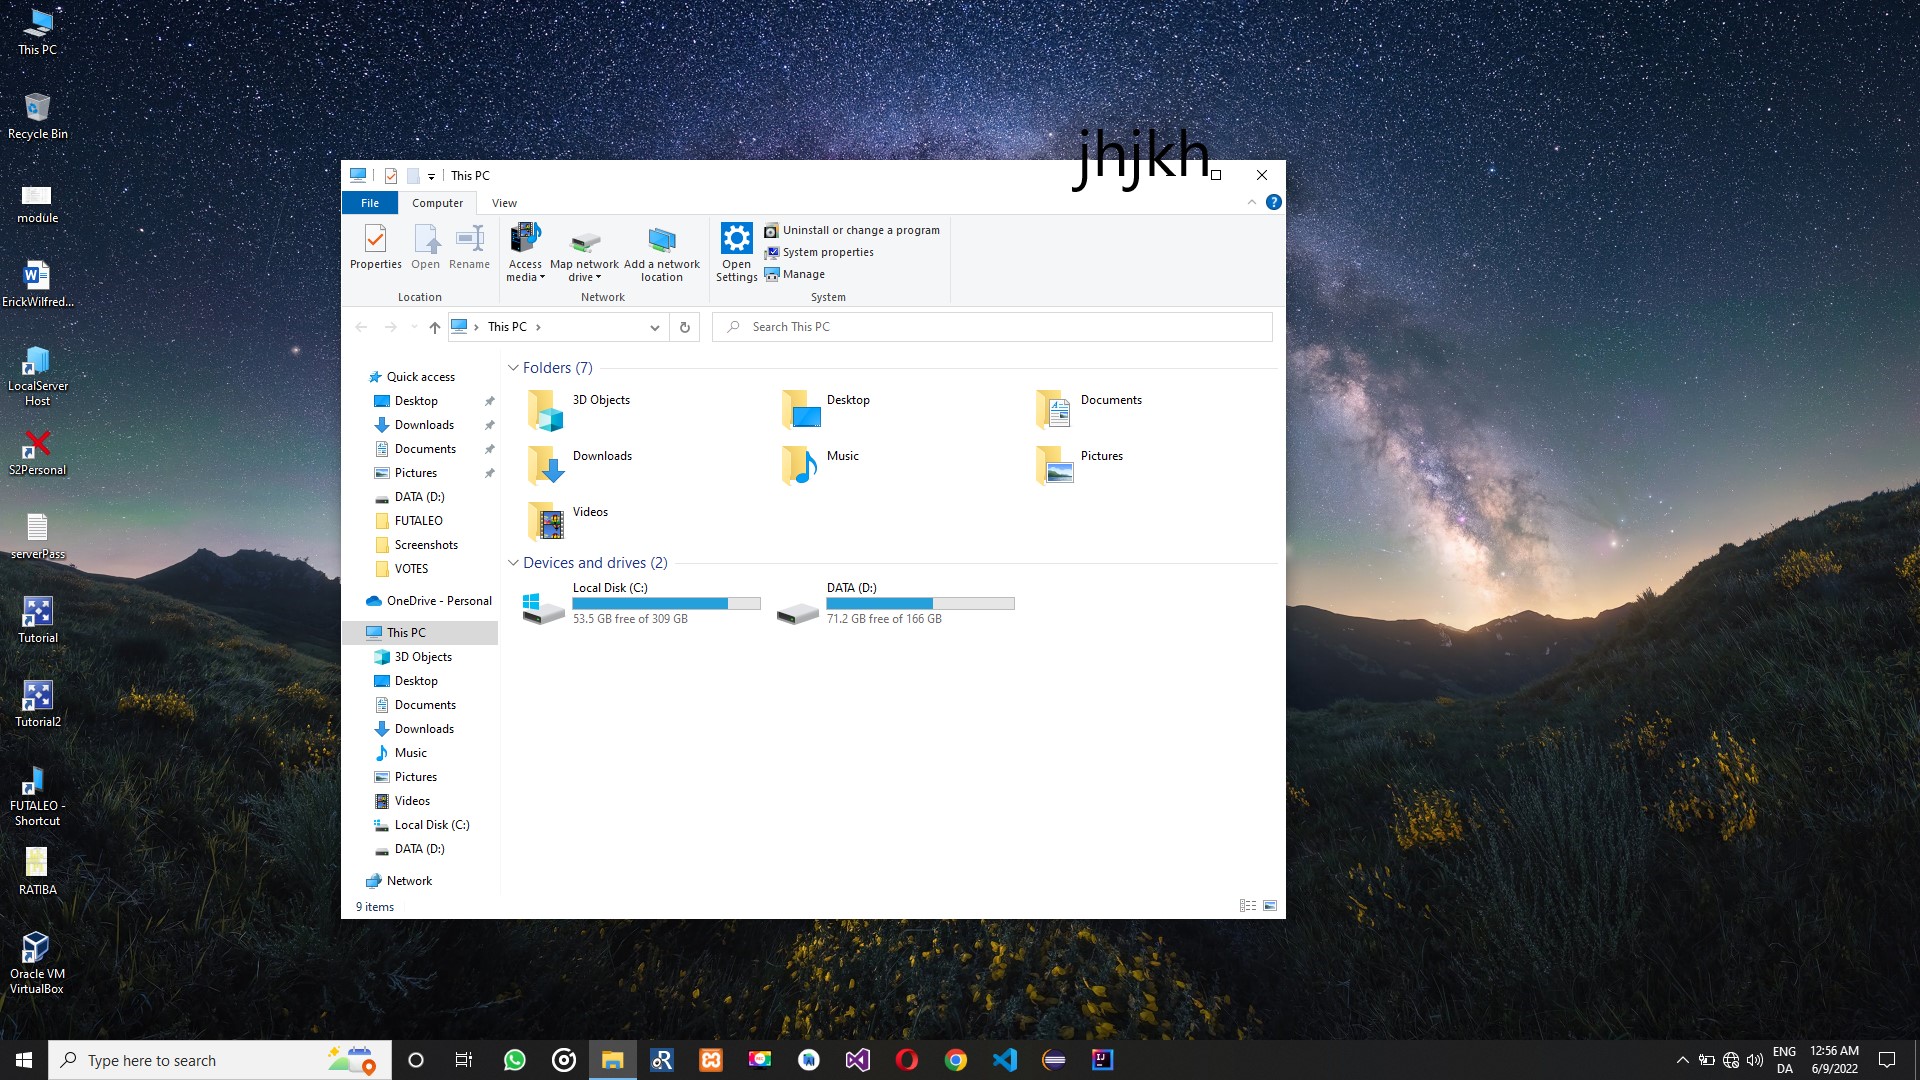 This PC
Recycle Bin
module
ErickWilfred...
LocalServer
Host
S2Personal
serverPass
Tutorial
Tutorial2
FUTALEO -
Shortcut
RATIBA
Oracle VM
VirtualBox
jhjkh
This PC
File Computer View
Properties Open Rename
Location
Access
media
Map network
drive
Add a network
location
Network
Open
Settings
Uninstall or change a program
System properties
Manage
System
This PC
Search This PC
Quick access
Desktop
Downloads
Documents
Pictures
DATA (D:)
FUTALEO
Screenshots
VOTES
OneDrive - Personal
This PC
3D Objects
Desktop
Documents
Downloads
Music
Pictures
Videos
Local Disk (C:)
DATA (D:)
Network
Folders (7)
3D Objects
Desktop
Documents
Downloads
Music
Pictures
Videos
Devices and drives (2)
Local Disk (C:)
53.5 GB free of 309 GB
DATA (D:)
71.2 GB free of 166 GB
9 items
Type here to search
ENG
DA
12:56 AM
6/9/2022